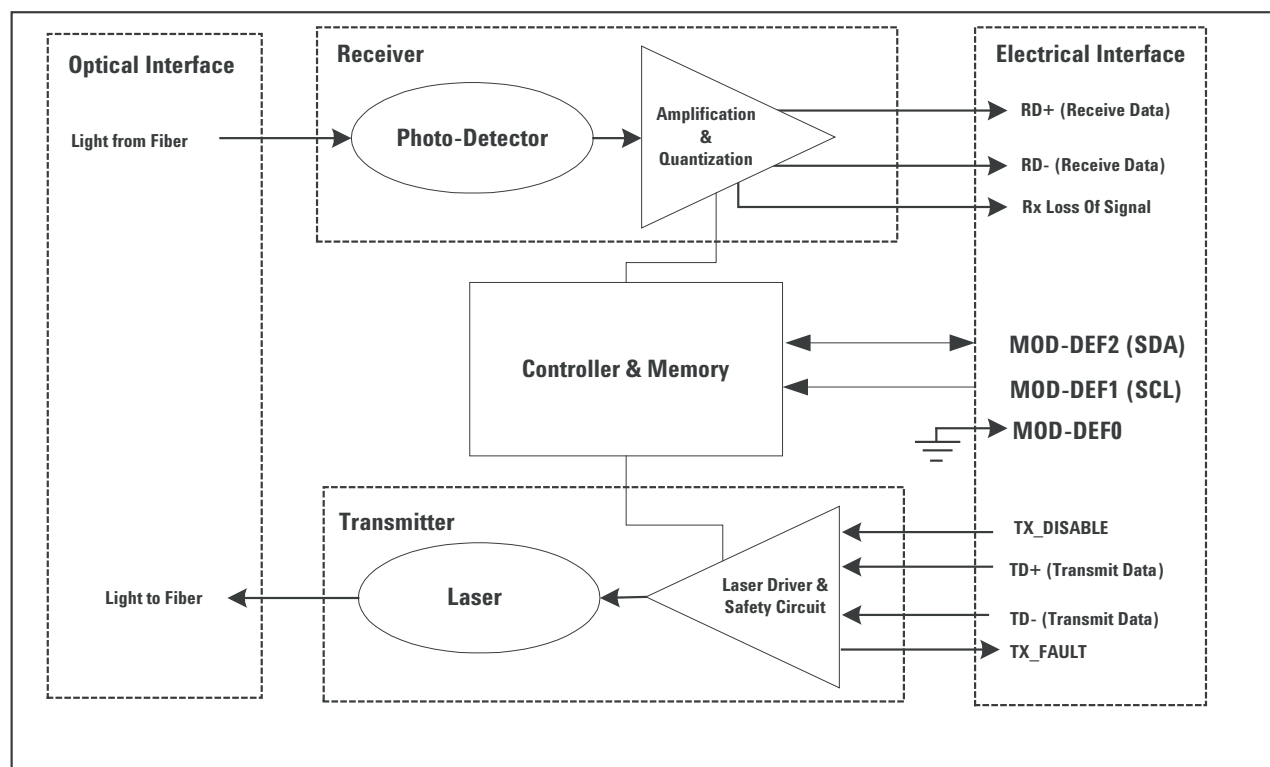 Optical Interface
Receiver
Electrical Interface
Light from Fiber
Photo-Detector
Amplification
&
Quantization
RD+ (Receive Data)
RD- (Receive Data)
Rx Loss Of Signal
Controller & Memory
MOD-DEF2 (SDA)
MOD-DEF1 (SCL)
MOD-DEF0
Transmitter
Light to Fiber
Laser
Laser Driver &
Safety Circuit
TX_DISABLE
TD+ (Transmit Data)
TD- (Transmit Data)
TX_FAULT